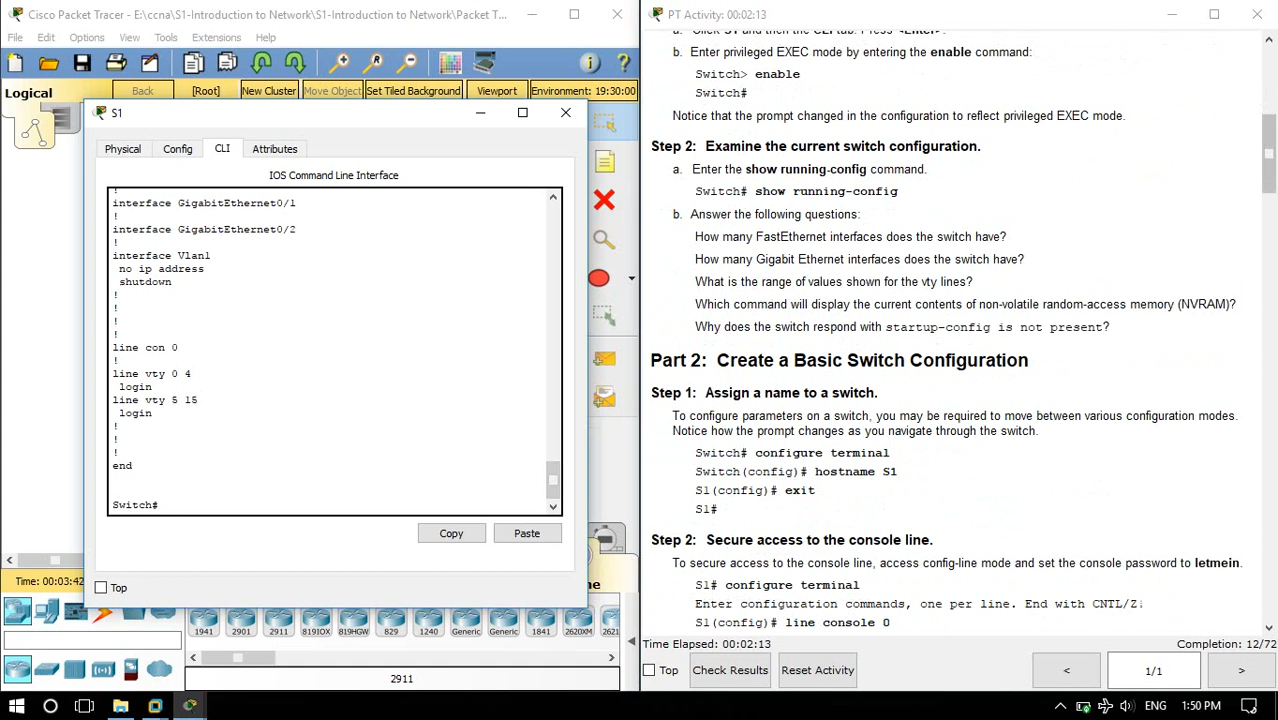 Cisco Packet Tracer - E:\ccna\S1-Introduction to Network\S1-Introduction to Network\Packet T...
File Edit Options View Tools Extensions Help
Logical
Back [Root] New Cluster Move Object Set Tiled Background Viewport Environment: 19:30:00
S1
Physical Config CLI Attributes
IOS Command Line Interface
!
interface GigabitEthernet0/1
!
interface GigabitEthernet0/2
!
interface Vlan1
no ip address
shutdown
!
!
!
!
line con 0
!
line vty 0 4
login
line vty 5 15
login
!
!
!
end
Switch#
Copy Paste
Top
Time: 00:03:42
1941 2901 2911 819IOX 819HGW 829 1240 Generic Generic 1841 2620XM 2621
2911
PT Activity: 00:02:13
a. Click S1 and then the CLI tab. Press <Enter>.
b. Enter privileged EXEC mode by entering the enable command:
Switch> enable
Switch#
Notice that the prompt changed in the configuration to reflect privileged EXEC mode.
Step 2: Examine the current switch configuration.
a. Enter the show running-config command.
Switch# show running-config
b. Answer the following questions:
How many FastEthernet interfaces does the switch have?
How many Gigabit Ethernet interfaces does the switch have?
What is the range of values shown for the vty lines?
Which command will display the current contents of non-volatile random-access memory (NVRAM)?
Why does the switch respond with startup-config is not present?
Part 2: Create a Basic Switch Configuration
Step 1: Assign a name to a switch.
To configure parameters on a switch, you may be required to move between various configuration modes.
Notice how the prompt changes as you navigate through the switch.
Switch# configure terminal
Switch(config)# hostname S1
S1(config)# exit
S1#
Step 2: Secure access to the console line.
To secure access to the console line, access config-line mode and set the console password to letmein.
S1# configure terminal
Enter configuration commands, one per line. End with CNTL/Z.
S1(config)# line console 0
Time Elapsed: 00:02:13 Completion: 12/72
Top Check Results Reset Activity < 1/1 >
ENG 1:50 PM